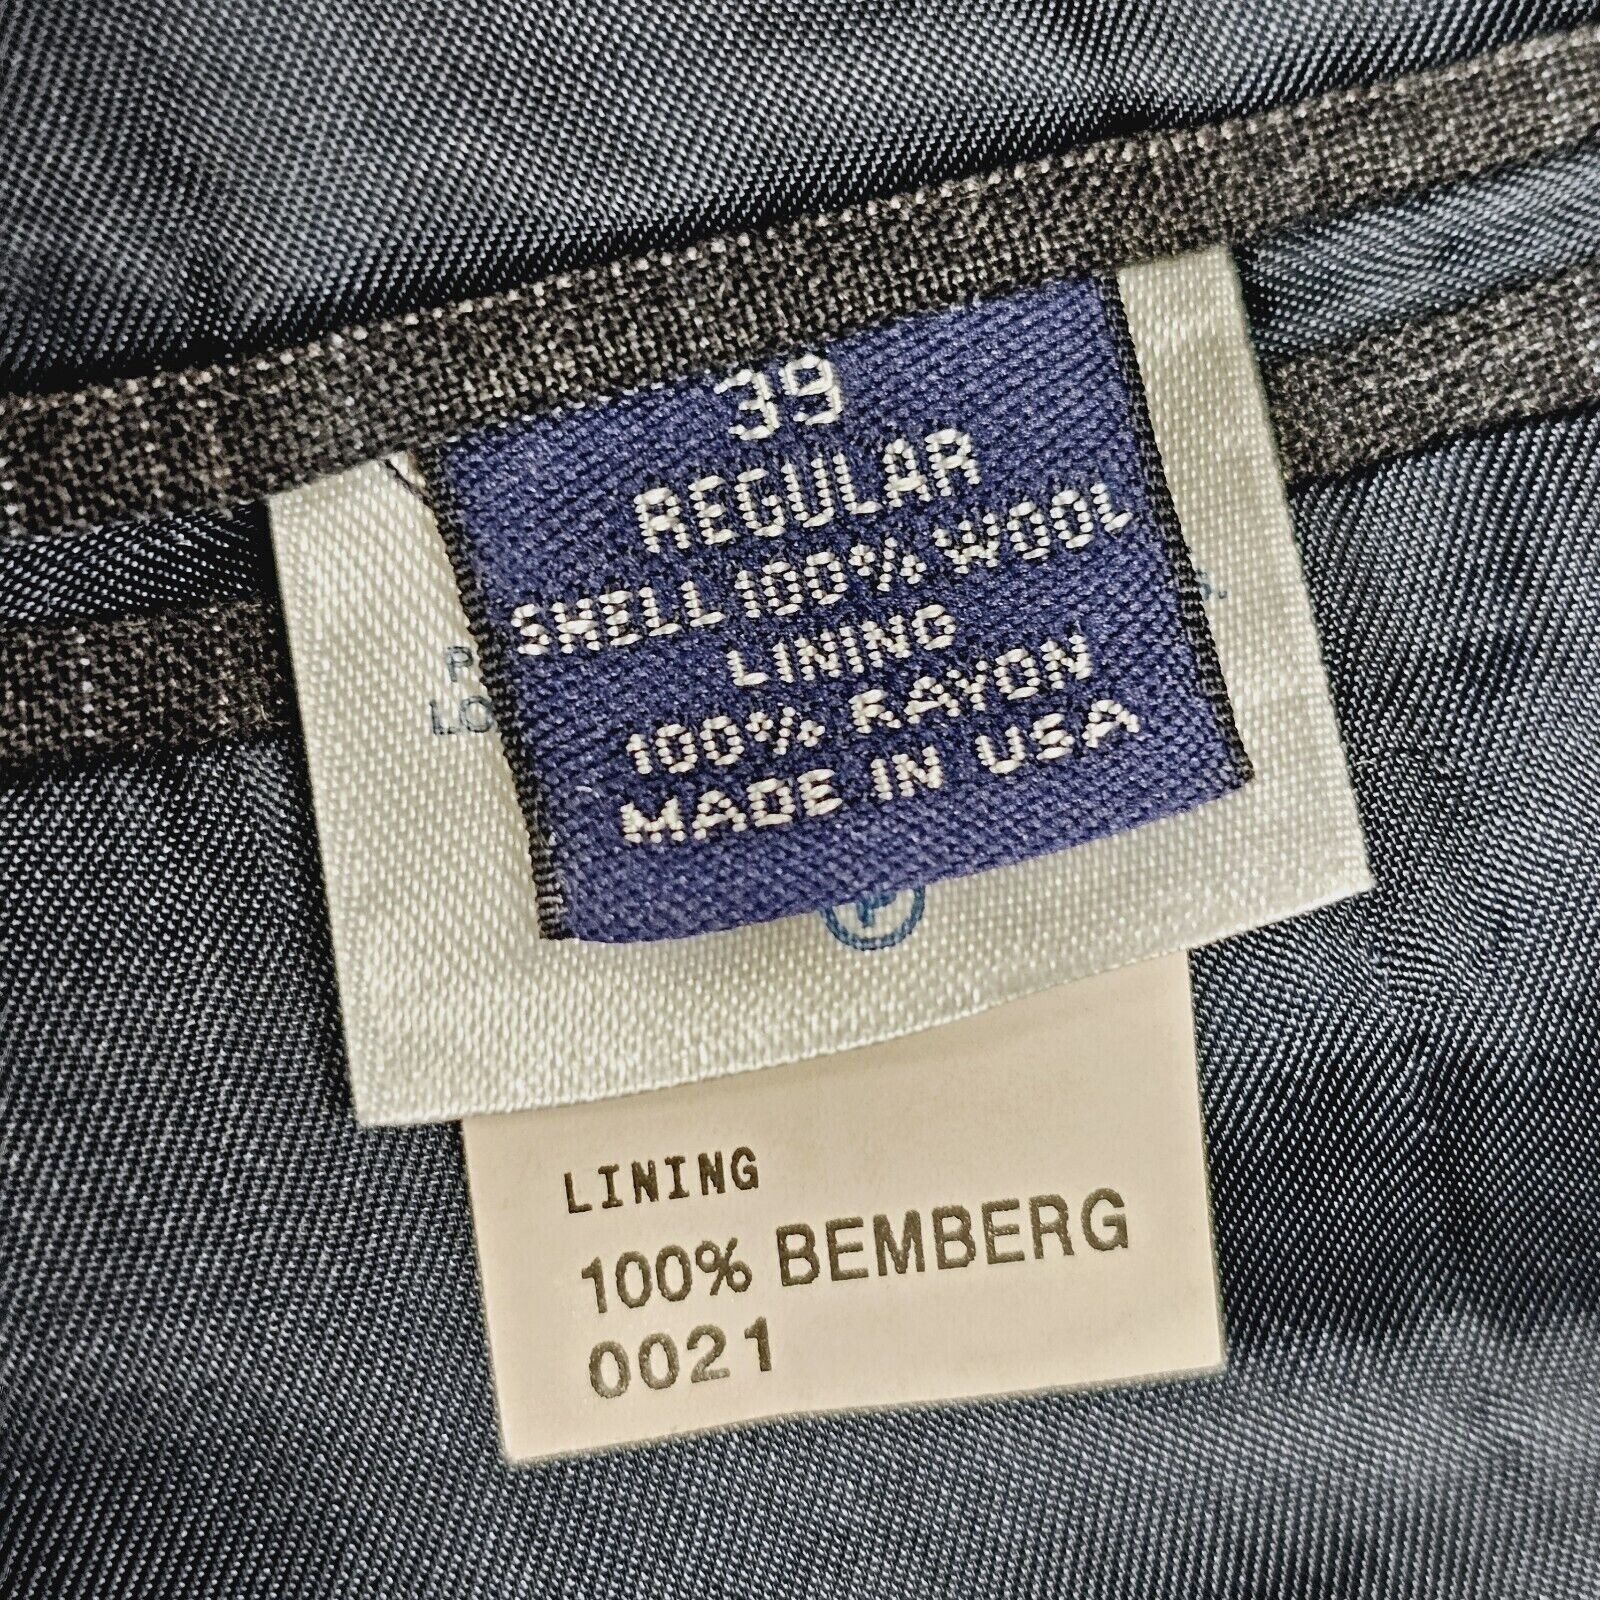 39
REGULAR
SHELL 100% WOOL
LINING
100% RAYON
MADE IN USA
P
LINING
100% BEMBERG
0021